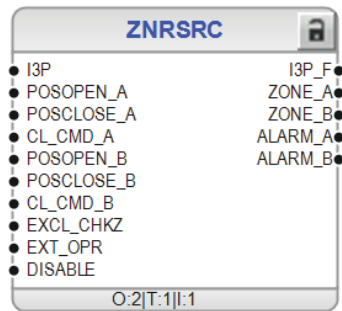 ZNRSRC
I3P I3P_F
POSOPEN_A ZONE_A
POSCLOSE_A ZONE_B
CL_CMD_A ALARM_A
POSOPEN_B ALARM_B
POSCLOSE_B
CL_CMD_B
EXCL_CHKZ
EXT_OPR
DISABLE
O:2|T:1|I:1